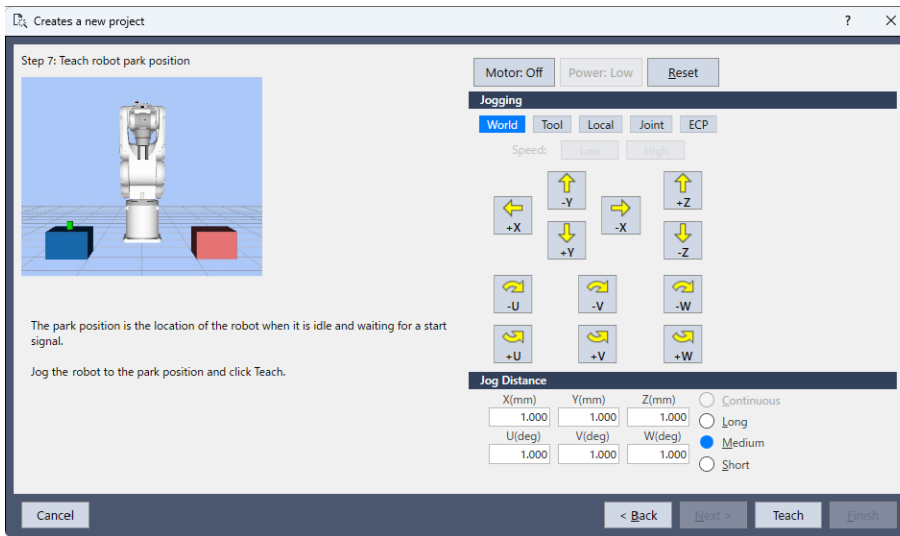 Creates a new project
?
Step 7: Teach robot park position
Motor: Off Power: Low Reset
Jogging
World Tool Local Joint ECP
Speed: Low High
-Y +Z
+X -X
+Y -Z
-U -V -W
+U +V +W
The park position is the location of the robot when it is idle and waiting for a start
signal.
Jog the robot to the park position and click Teach.
Jog Distance
X(mm) Y(mm) Z(mm) Continuous
1.000 1.000 1.000 Long
U(deg) V(deg) W(deg) Medium
1.000 1.000 1.000 Short
Cancel < Back Next > Teach Finish